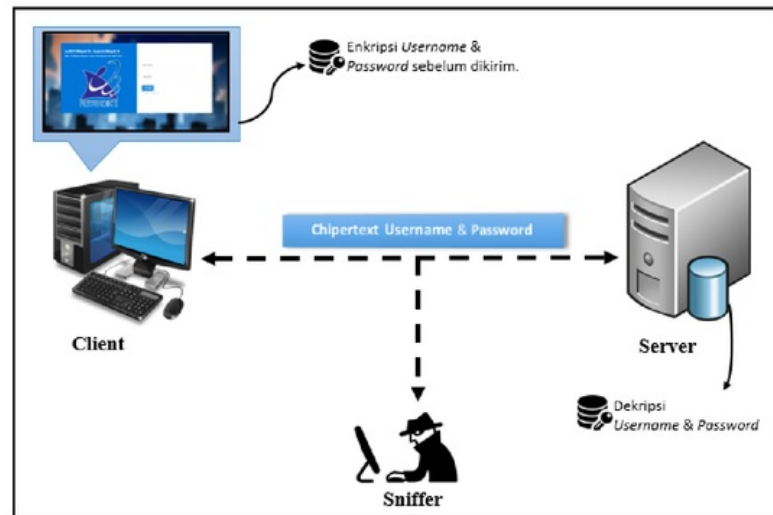 Enkripsi Username &
Password sebelum dikirim.
Chipertext Username & Password
Client
Server
Dekripsi
Username & Password
Sniffer